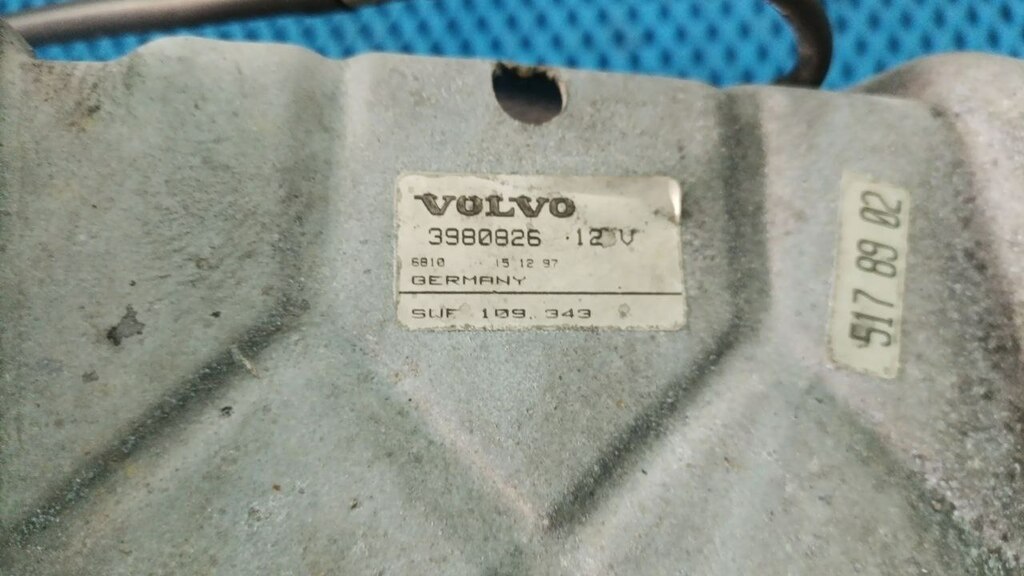 VOLVO
3980826 12 V
6810 15 12 97
GERMANY
SWF 109.343
517 89 02